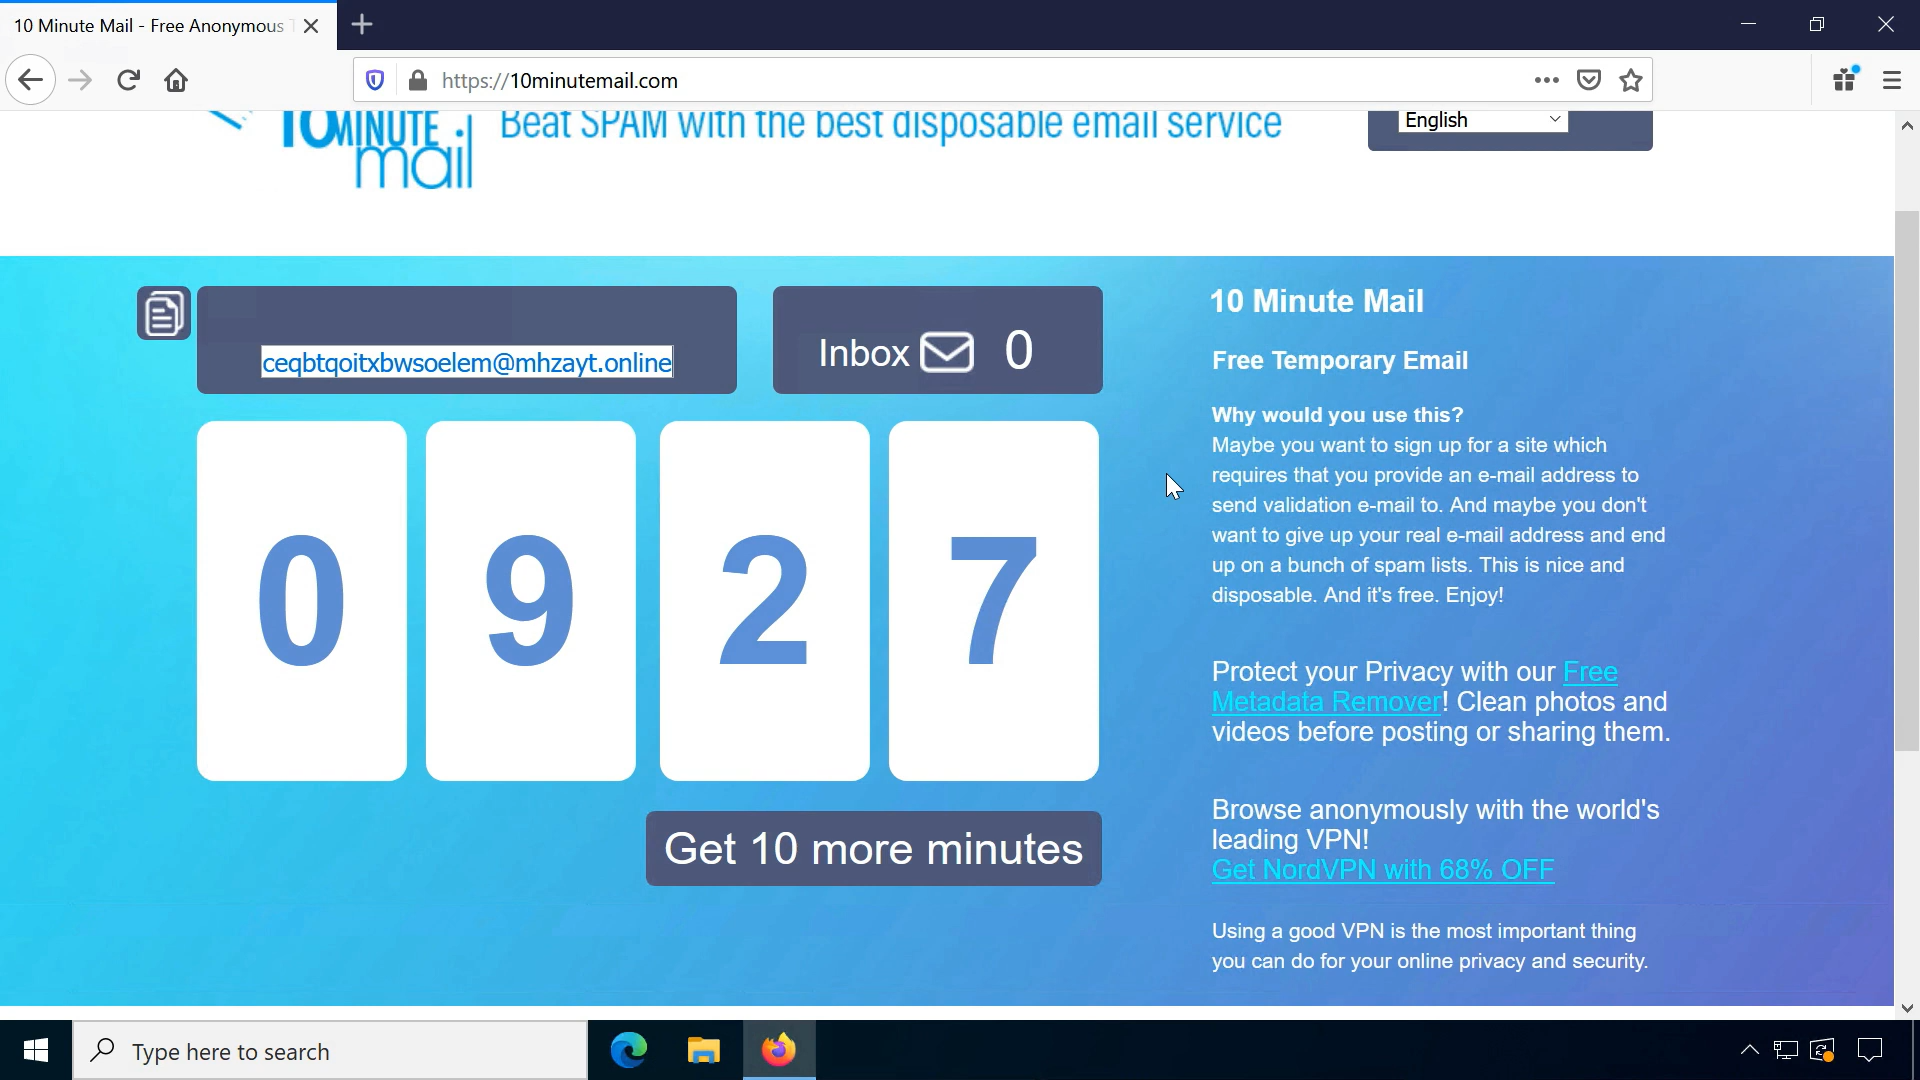 10 Minute Mail - Free Anonymous
https://10minutemail.com
10MINUTE mail
Beat SPAM with the best disposable email service
English
ceqbtqoitxbwsoelem@mhzayt.online
Inbox 0
0 9 2 7
Get 10 more minutes
10 Minute Mail
Free Temporary Email
Why would you use this?
Maybe you want to sign up for a site which
requires that you provide an e-mail address to
send validation e-mail to. And maybe you don't
want to give up your real e-mail address and end
up on a bunch of spam lists. This is nice and
disposable. And it's free. Enjoy!
Protect your Privacy with our Free
Metadata Remover! Clean photos and
videos before posting or sharing them.
Browse anonymously with the world's
leading VPN!
Get NordVPN with 68% OFF
Using a good VPN is the most important thing
you can do for your online privacy and security.
Type here to search